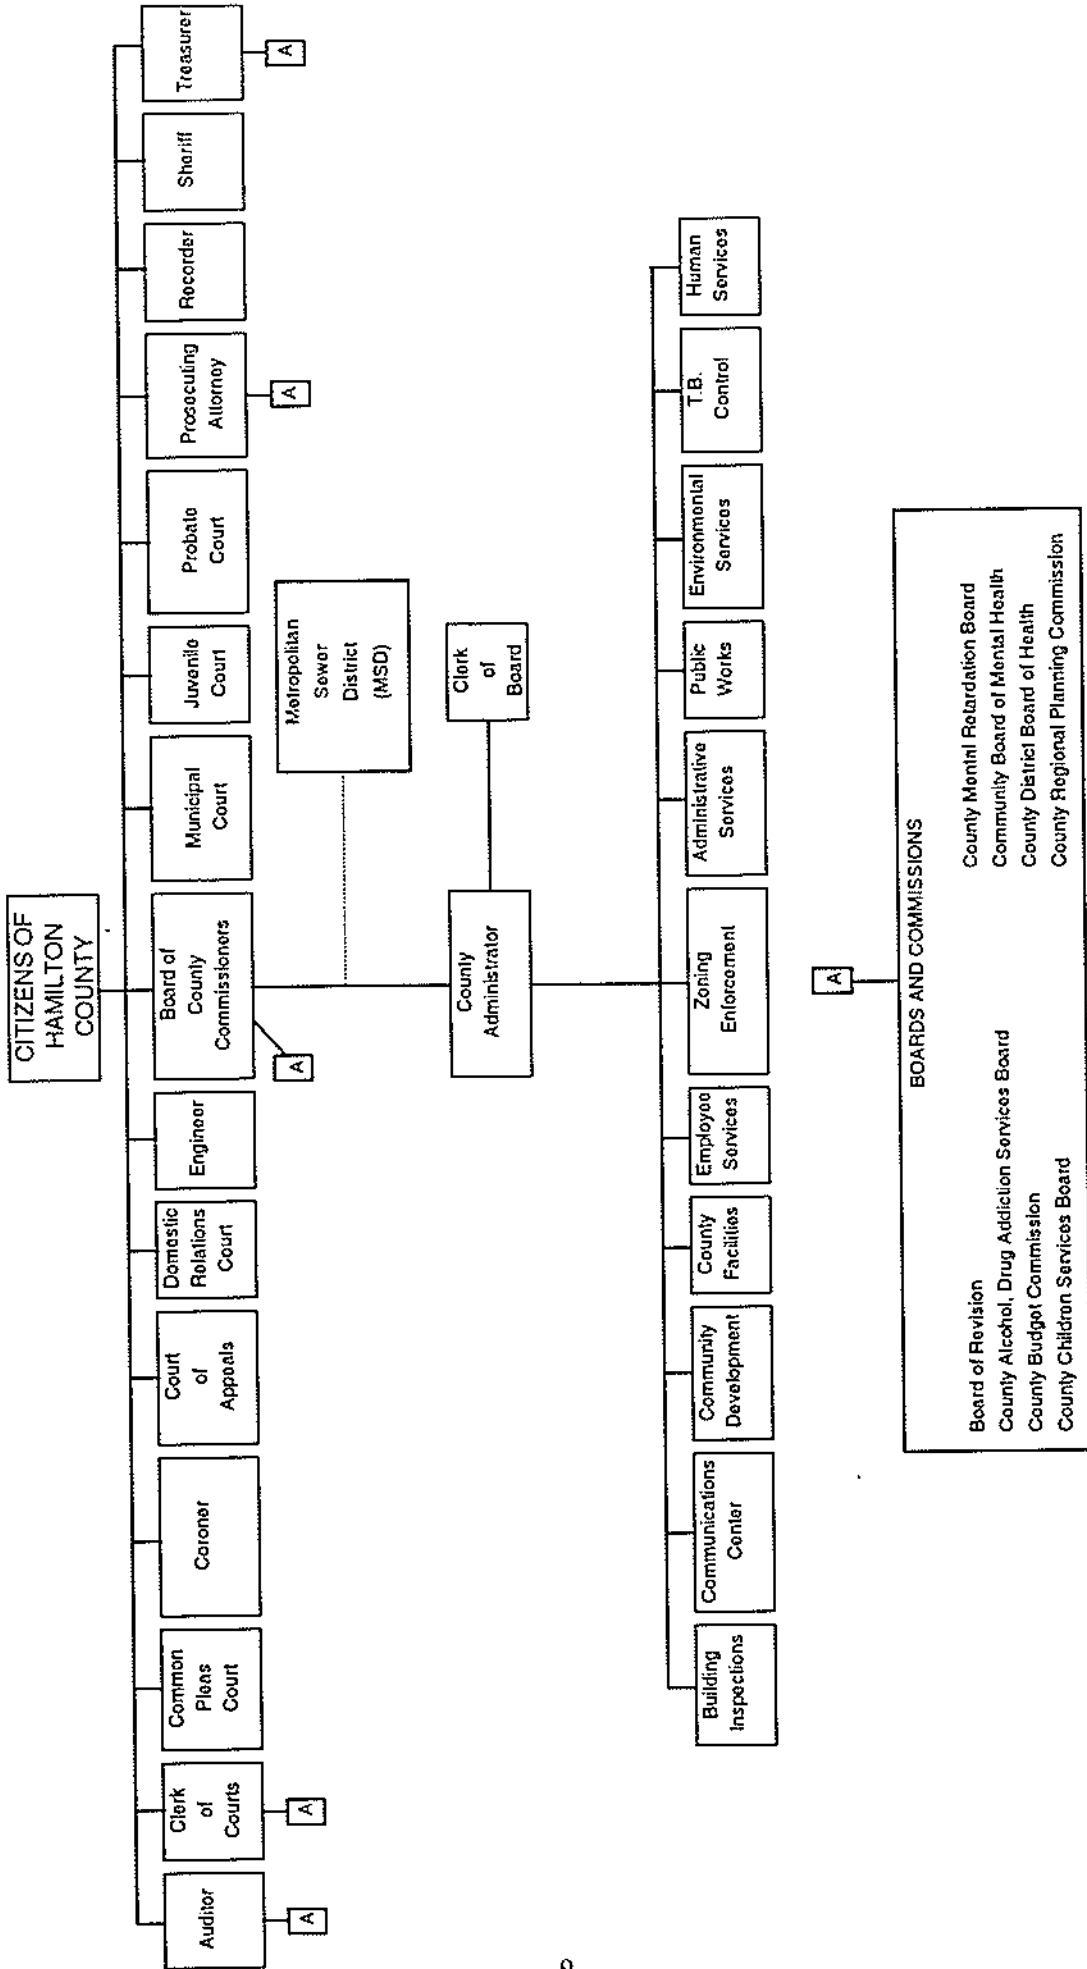 CITIZENS OF
HAMILTON
COUNTY
Auditor
A
Clerk
of
Courts
A
Common
Pleas
Court
Coroner
Court
of
Appeals
Domestic
Relations
Court
Engineer
Board of
County
Commissioners
A
Municipal
Court
Juvenile
Court
Probate
Court
Prosecuting
Attorney
A
Recorder
Sheriff
Treasurer
A
Metropolitan
Sewer
District
(MSD)
County
Administrator
Clerk
of
Board
Building
Inspections
Communications
Center
Community
Development
County
Facilities
Employee
Services
Zoning
Enforcement
Administrative
Services
Public
Works
Environmental
Services
T.B.
Control
Human
Services
A
BOARDS AND COMMISSIONS
Board of Revision
County Alcohol, Drug Addiction Services Board
County Budget Commission
County Children Services Board
County Mental Retardation Board
Community Board of Mental Health
County District Board of Health
County Regional Planning Commission